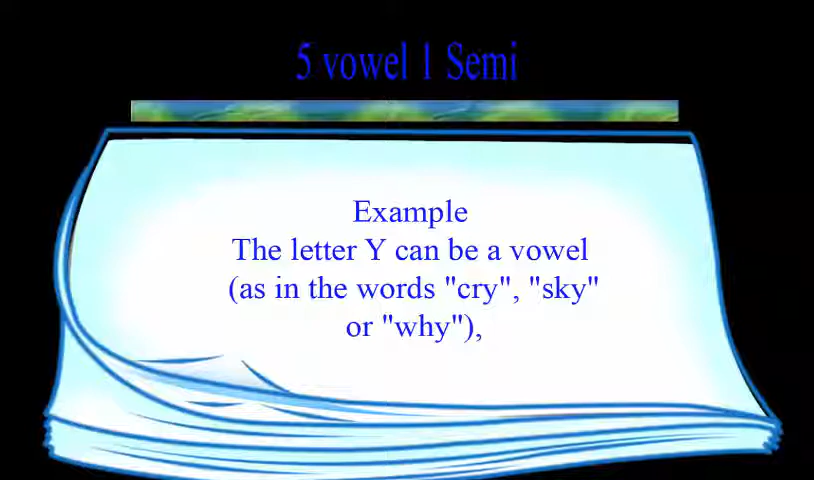 5 vowel 1 Semi
Example
The letter Y can be a vowel
(as in the words "cry", "sky"
or "why"),